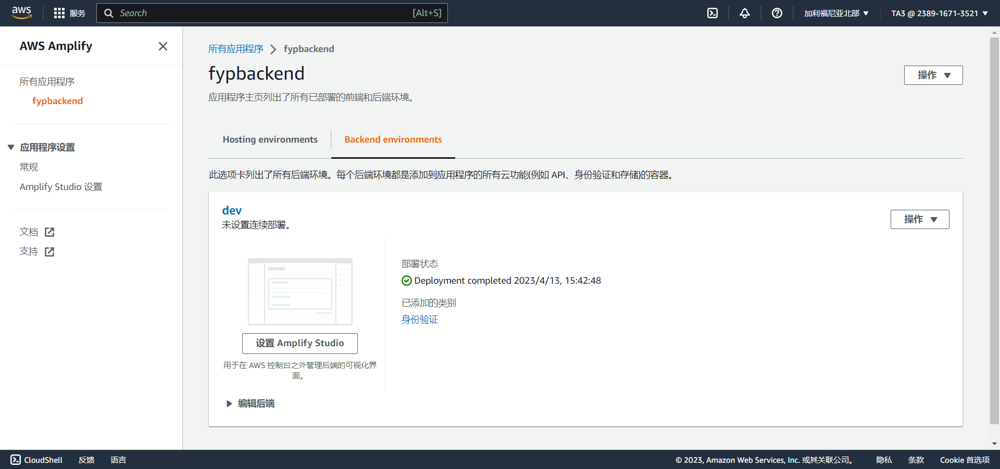 aws
服务
Search
[Alt+S]
加利福尼亚北部
TA3 @ 2389-1671-3521
AWS Amplify
所有应用程序
fypbackend
应用程序设置
常规
Amplify Studio 设置
文档
支持
所有应用程序
fypbackend
fypbackend
操作
应用程序主页列出了所有已部署的前端和后端环境。
Hosting environments
Backend environments
此选项卡列出了所有后端环境。每个后端环境都是添加到应用程序的所有云功能(例如 API、身份验证和存储)的容器。
dev
未设置连续部署。
操作
设置 Amplify Studio
用于在 AWS 控制台之外管理后端的可视化界
面。
部署状态
Deployment completed 2023/4/13, 15:42:48
已添加的类别
身份验证
编辑后端
CloudShell
反馈
语言
© 2023, Amazon Web Services, Inc. 或其关联公司。
隐私
条款
Cookie 首选项